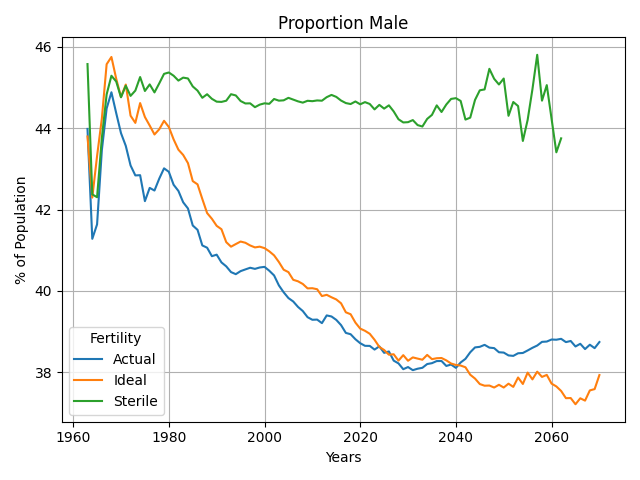 Proportion Male
46
44
42
40
38
% of Population
Fertility
Actual
Ideal
Sterile
1960
1980
2000
2020
2040
2060
Years